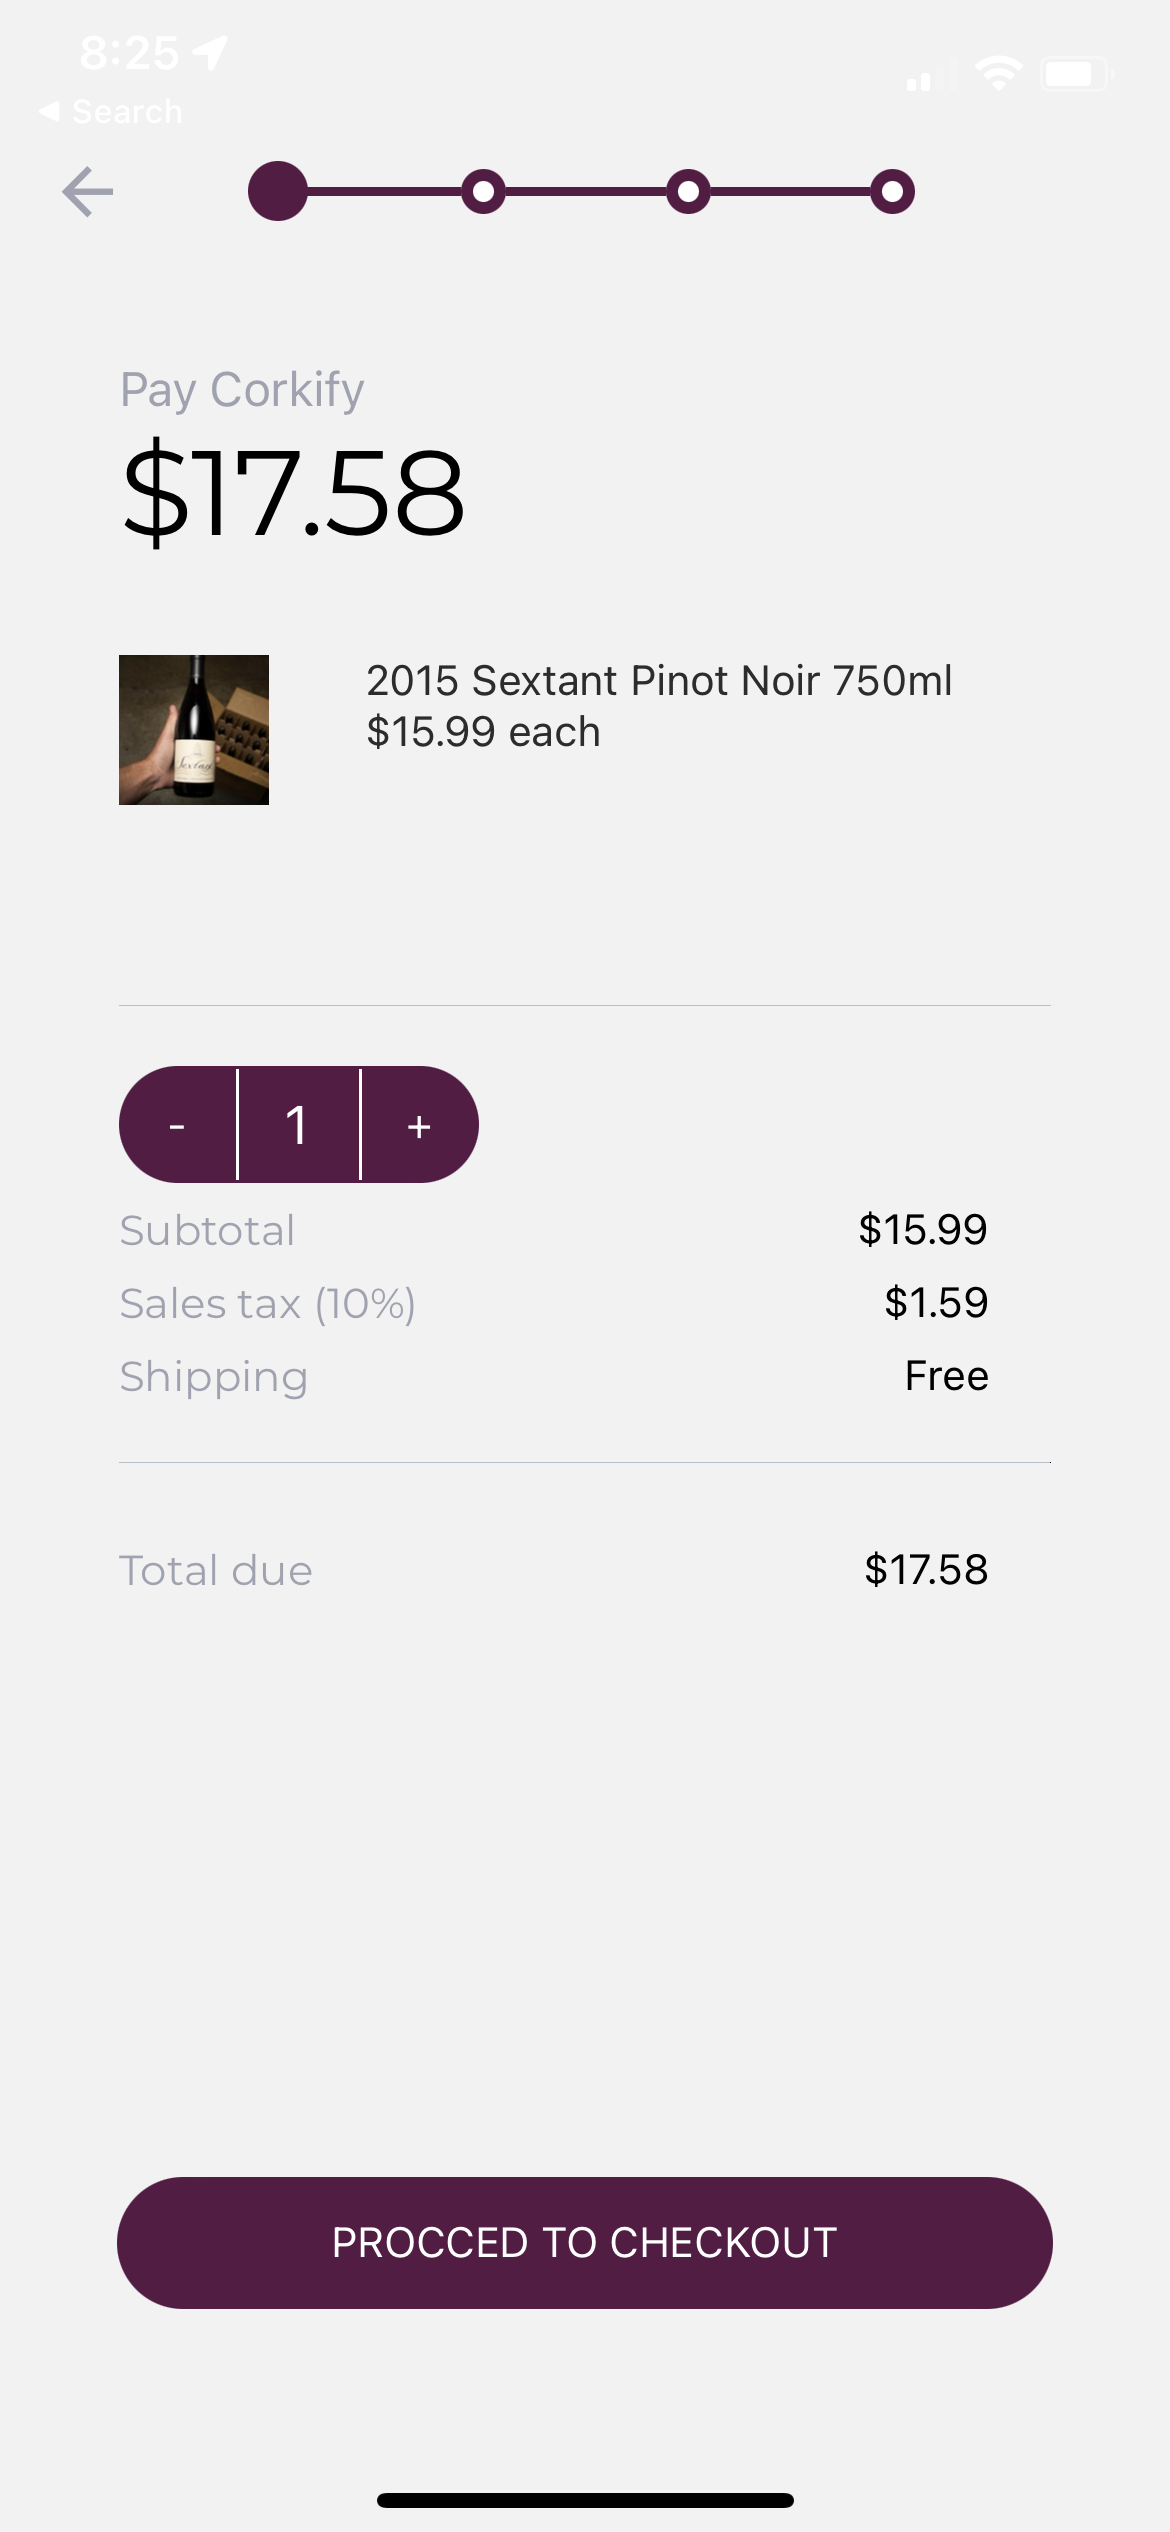 8:25
◀ Search
Pay Corkify
$17.58
2015 Sextant Pinot Noir 750ml
$15.99 each
Sextant
- 1 +
Subtotal $15.99
Sales tax (10%) $1.59
Shipping Free
Total due $17.58
PROCCED TO CHECKOUT